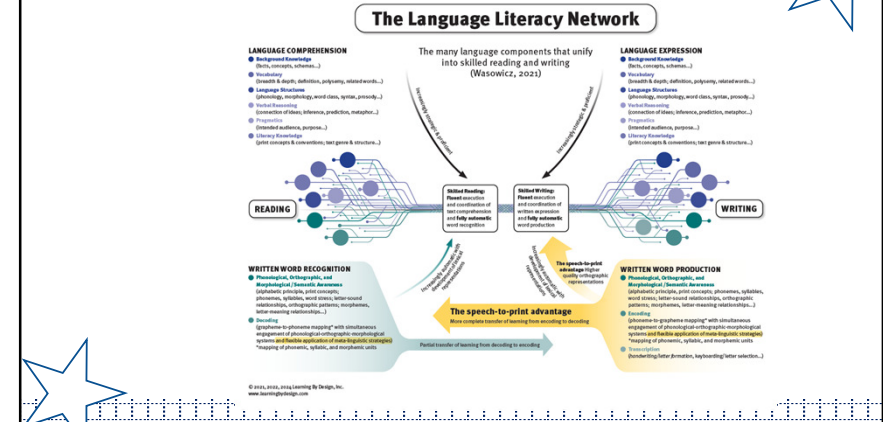 The Language Literacy Network
LANGUAGE COMPREHENSION
Background Knowledge
(facts, concepts, schemas...)
Vocabulary
(breadth & depth; definition, polysemy, related words...)
Language Structures
(phonology, morphology, word class, syntax, prosody...)
Verbal Reasoning
(connection of ideas; inference, prediction, metaphor...)
Pragmatics
(intended audience, purpose...)
Literacy Knowledge
(print concepts & conventions; text genre & structure...)
The many language components that unify
into skilled reading and writing
(Wasowicz, 2021)
LANGUAGE EXPRESSION
Background Knowledge
(facts, concepts, schemas...)
Vocabulary
(breadth & depth; definition, polysemy, related words...)
Language Structures
(phonology, morphology, word class, syntax, prosody...)
Verbal Reasoning
(connection of ideas; inference, prediction, metaphor...)
Pragmatics
(intended audience, purpose...)
Literacy Knowledge
(print concepts & conventions; text genre & structure...)
Increasingly strategic & proficient
Increasingly strategic & proficient
READING
Skilled Reading:
Fluent execution
and coordination of
text comprehension
and fully automatic
word recognition
Skilled Writing:
Fluent execution
and coordination of
written expression
and fully automatic
word production
WRITING
WRITTEN WORD RECOGNITION
Phonological, Orthographic, and
Morphological /Semantic Awareness
(alphabetic principle, print concepts;
phonemes, syllables, word stress; letter-sound
relationships, orthographic patterns; morphemes,
letter-meaning relationships...)
Decoding
(grapheme-to-phoneme mapping* with simultaneous
engagement of phonological-orthographic-morphological
systems and flexible application of meta-linguistic strategies)
*mapping of phonemic, syllabic, and morphemic units
Increasingly automatic with
development of lexical
representations
Increasingly automatic with
development of lexical
representations
The speech-to-print
advantage Higher
quality orthographic
representations
The speech-to-print advantage
More complete transfer of learning from encoding to decoding
Partial transfer of learning from decoding to encoding
WRITTEN WORD PRODUCTION
Phonological, Orthographic, and
Morphological /Semantic Awareness
(alphabetic principle, print concepts; phonemes, syllables,
word stress; letter-sound relationships, orthographic
patterns; morphemes, letter-meaning relationships...)
Encoding
(phoneme-to-grapheme mapping* with simultaneous
engagement of phonological-orthographic-morphological
systems and flexible application of meta-linguistic strategies)
*mapping of phonemic, syllabic, and morphemic units
Transcription
(handwriting/letter formation, keyboarding/letter selection...)
© 2021, 2022, 2024 Learning By Design, Inc.
www.learningbydesign.com